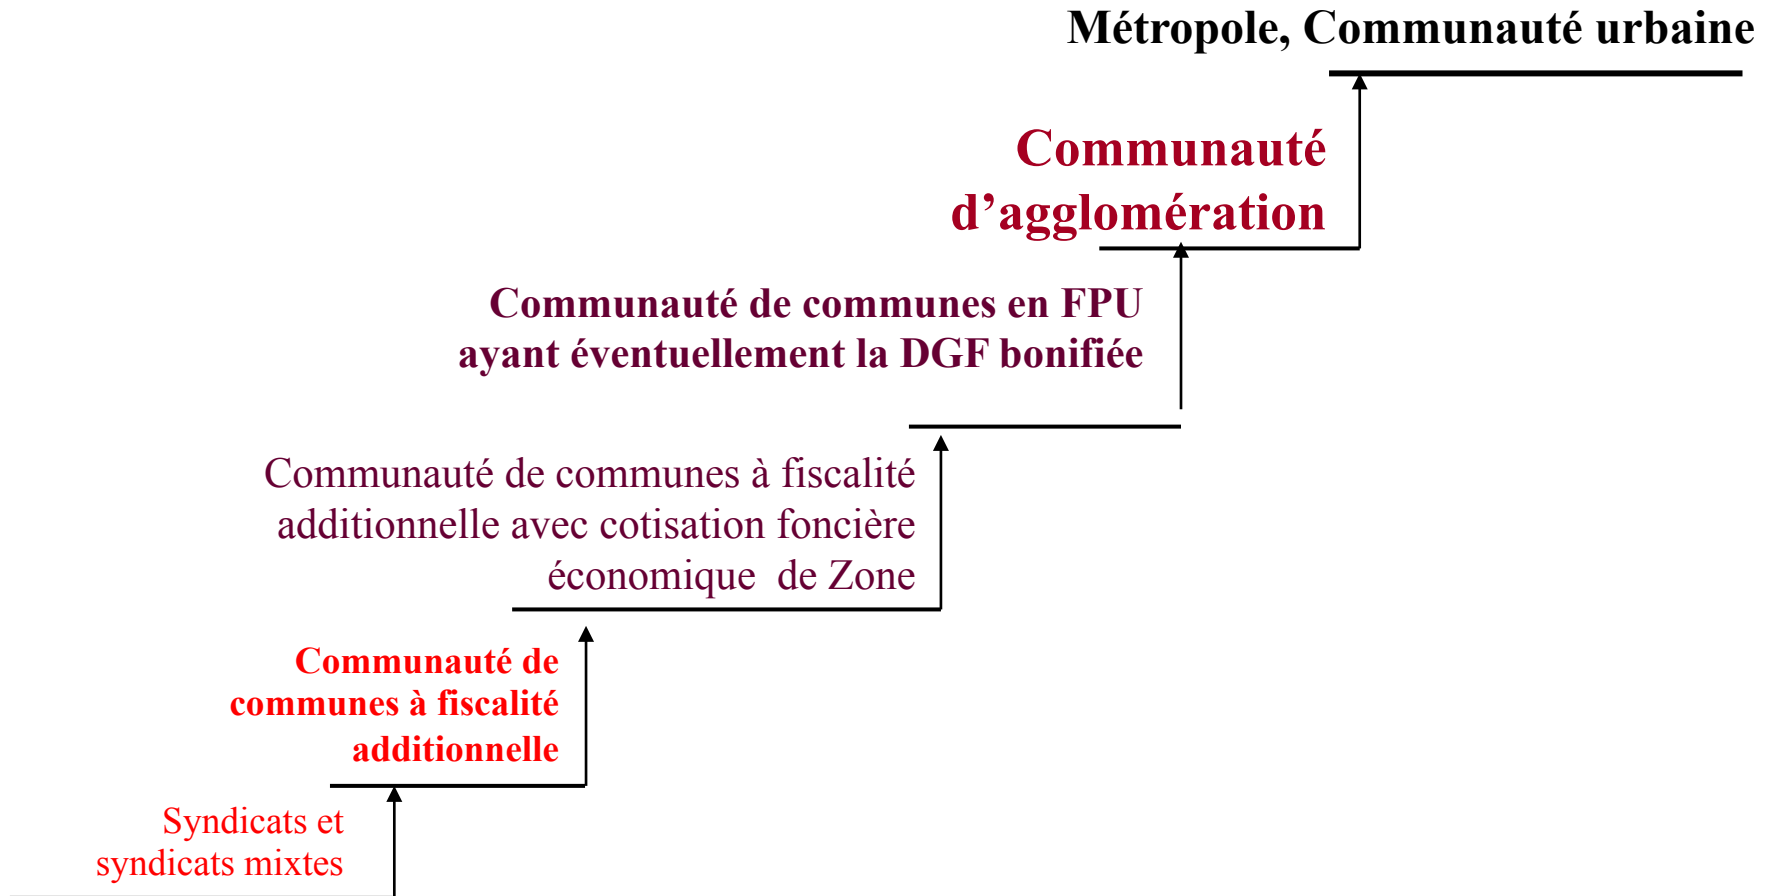 Métropole, Communauté urbaine
Communauté
d’agglomération
Communauté de communes en FPU
ayant éventuellement la DGF bonifiée
Communauté de communes à fiscalité
additionnelle avec cotisation foncière
économique de Zone
Communauté de
communes à fiscalité
additionnelle
Syndicats et
syndicats mixtes